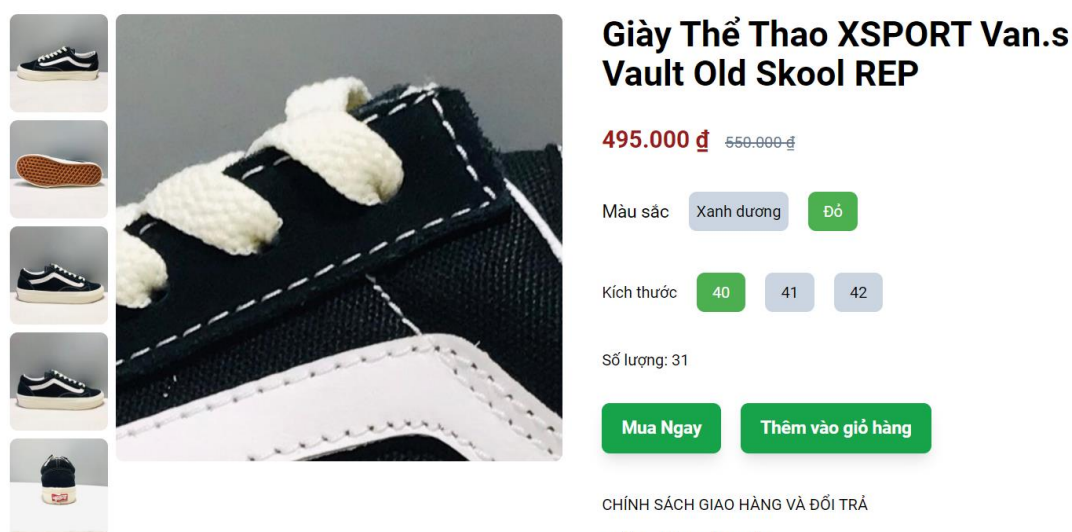 Giày Thể Thao XSPORT Van.s
Vault Old Skool REP
495.000 ₫ 550.000 ₫
Màu sắc Xanh dương Đỏ
Kích thước 40 41 42
Số lượng: 31
Mua Ngay Thêm vào giỏ hàng
CHÍNH SÁCH GIAO HÀNG VÀ ĐỔI TRẢ